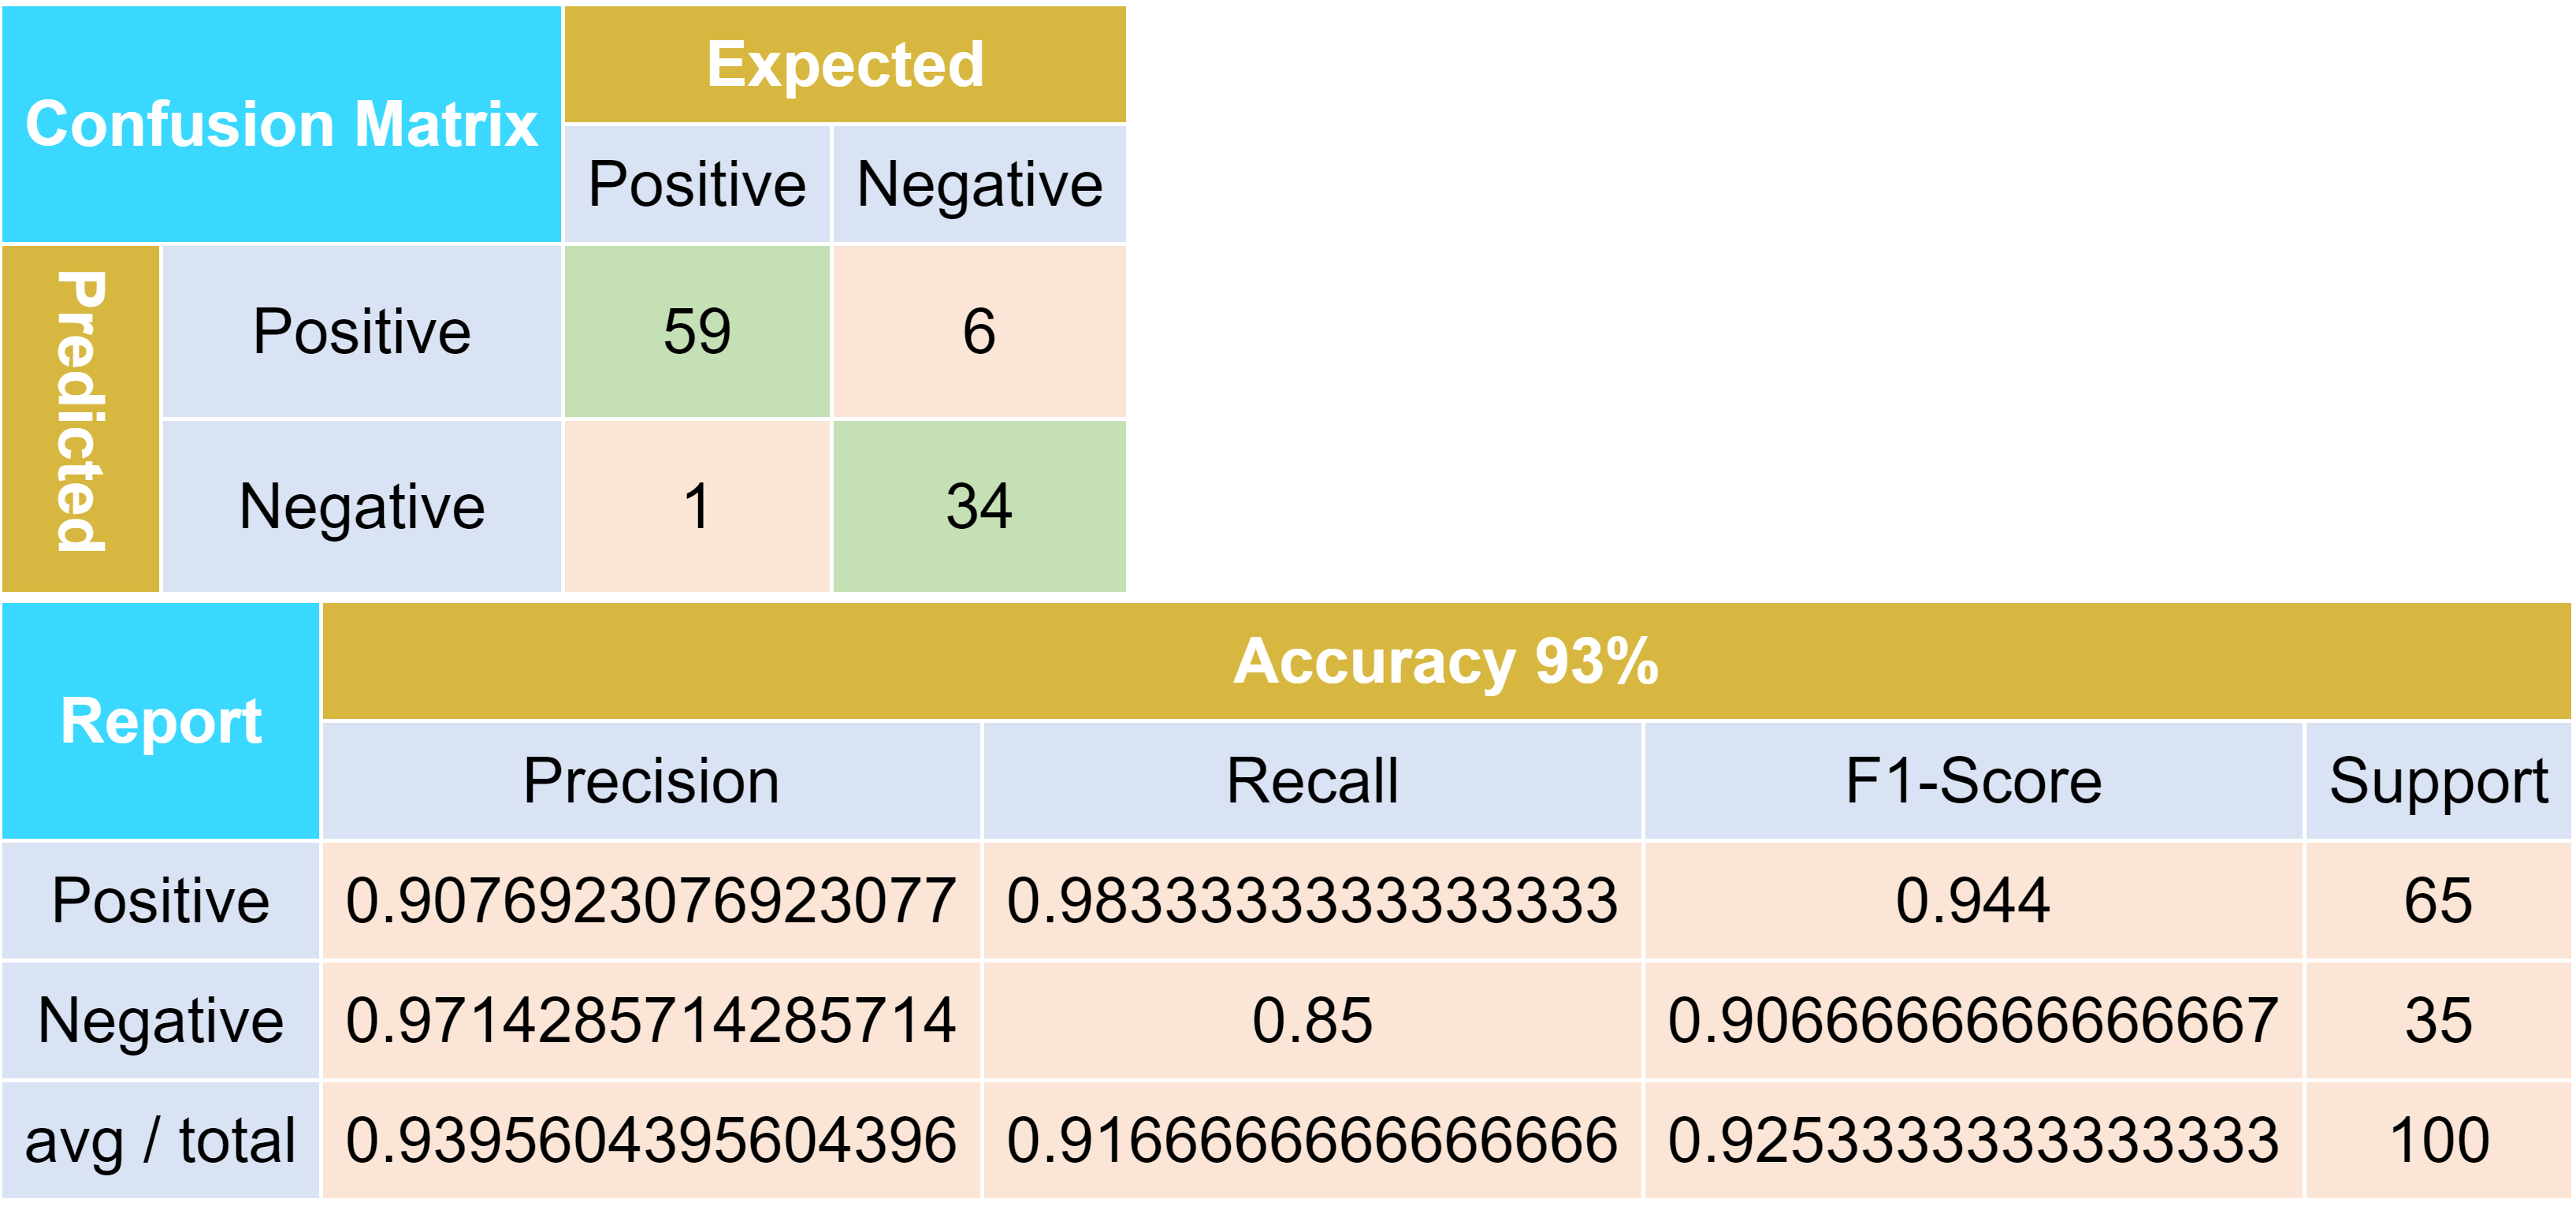 Confusion Matrix Expected
Positive Negative
Predicted
Positive 59 6
Negative 1 34
Report Accuracy 93%
Precision Recall F1-Score Support
Positive 0.9076923076923077 0.9833333333333333 0.944 65
Negative 0.9714285714285714 0.85 0.9066666666666667 35
avg / total 0.9395604395604396 0.9166666666666666 0.9253333333333333 100